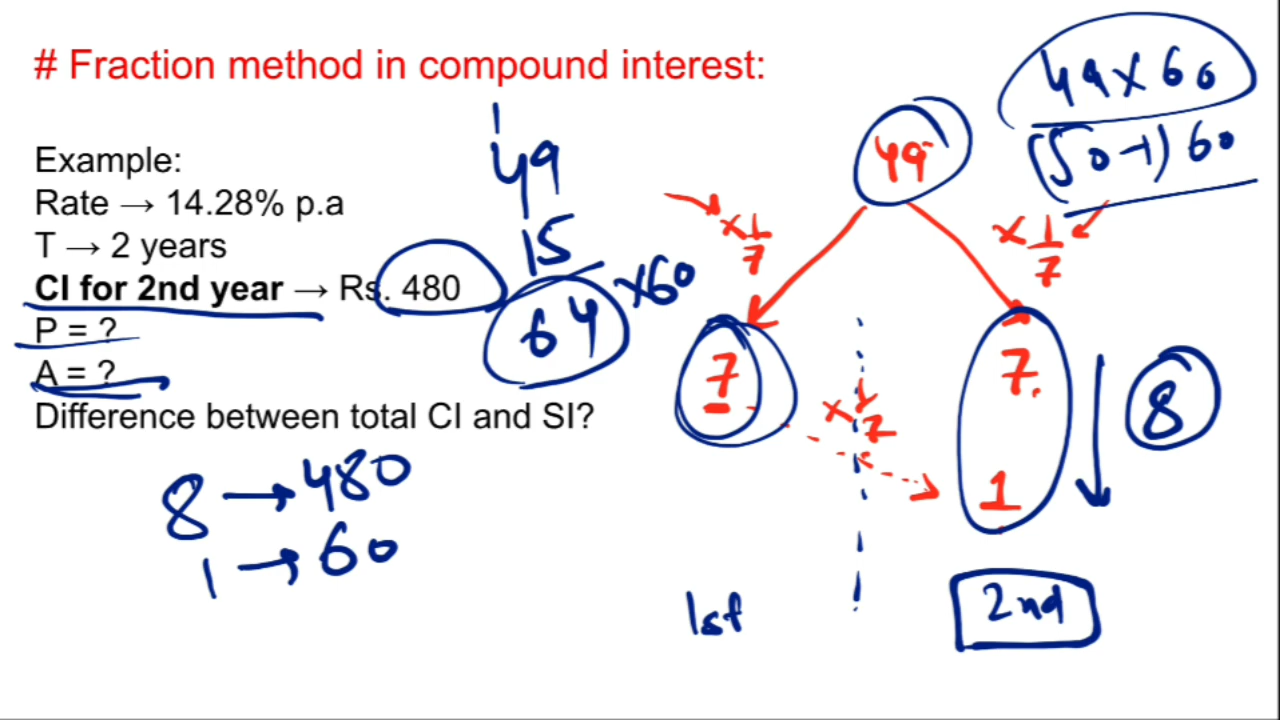 # Fraction method in compound interest:
Example:
Rate → 14.28% p.a
T → 2 years
CI for 2nd year → Rs. 480
P = ?
A = ?
Difference between total CI and SI?
8 → 480
1 → 60
49
15
64 ×60
49
×1/7
×1/7
7
×1/7
7
1
8
1st
2nd
49×60
(50-1)60